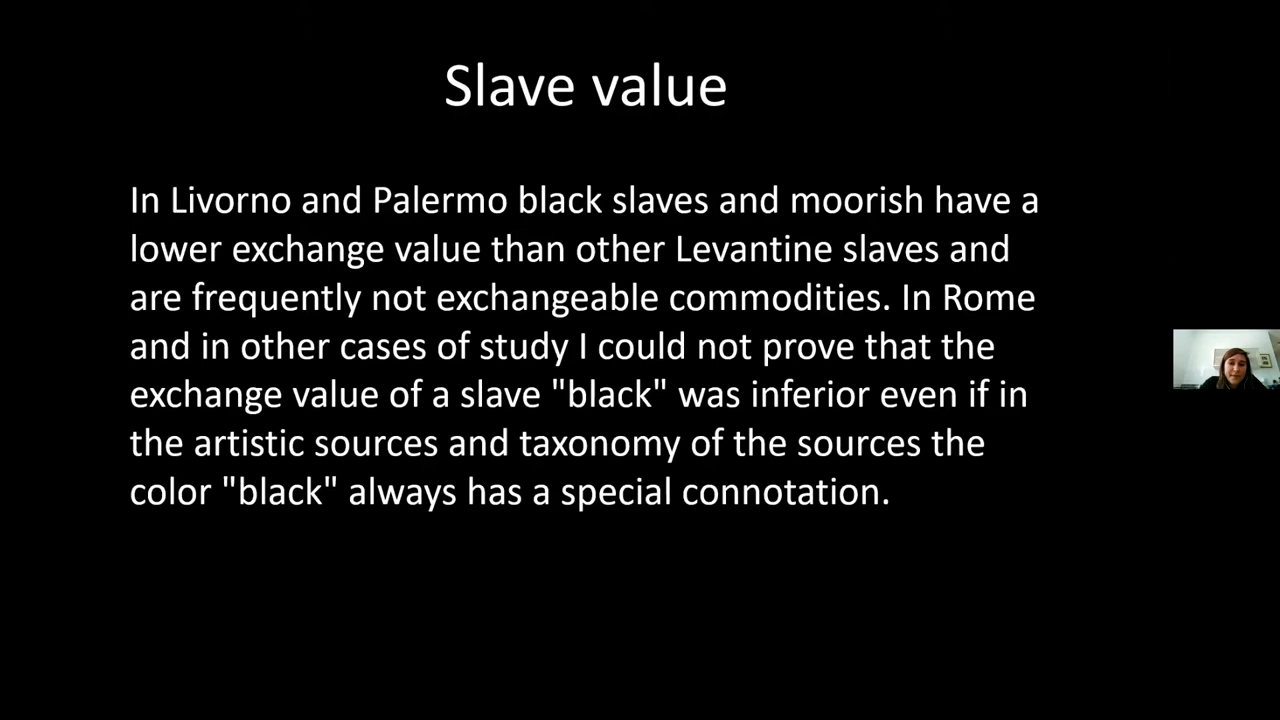 Slave value
In Livorno and Palermo black slaves and moorish have a
lower exchange value than other Levantine slaves and
are frequently not exchangeable commodities. In Rome
and in other cases of study I could not prove that the
exchange value of a slave "black" was inferior even if in
the artistic sources and taxonomy of the sources the
color "black" always has a special connotation.